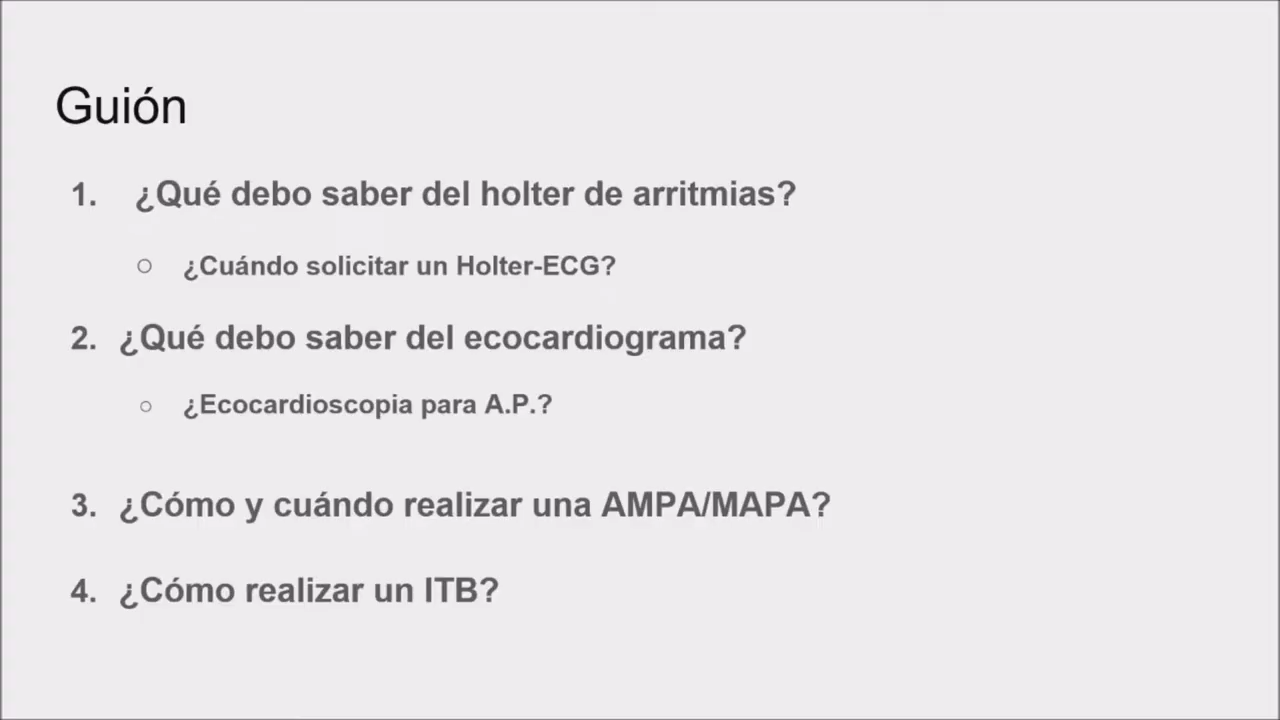 Guión
1. ¿Qué debo saber del holter de arritmias?
○ ¿Cuándo solicitar un Holter-ECG?
2. ¿Qué debo saber del ecocardiograma?
○ ¿Ecocardioscopia para A.P.?
3. ¿Cómo y cuándo realizar una AMPA/MAPA?
4. ¿Cómo realizar un ITB?